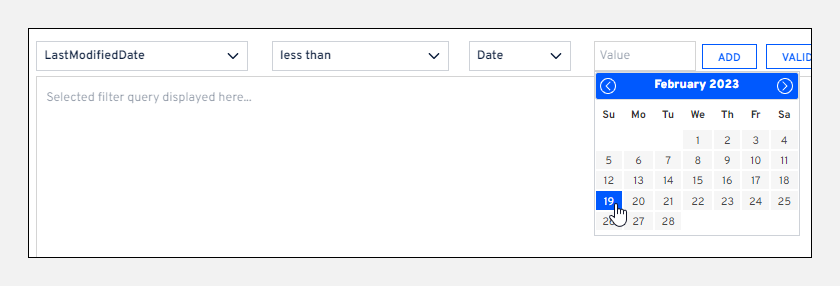 LastModifiedDate less than Date Value ADD VALID
Selected filter query displayed here...
February 2023
Su Mo Tu We Th Fr Sa
1 2 3 4
5 6 7 8 9 10 11
12 13 14 15 16 17 18
19 20 21 22 23 24 25
26 27 28